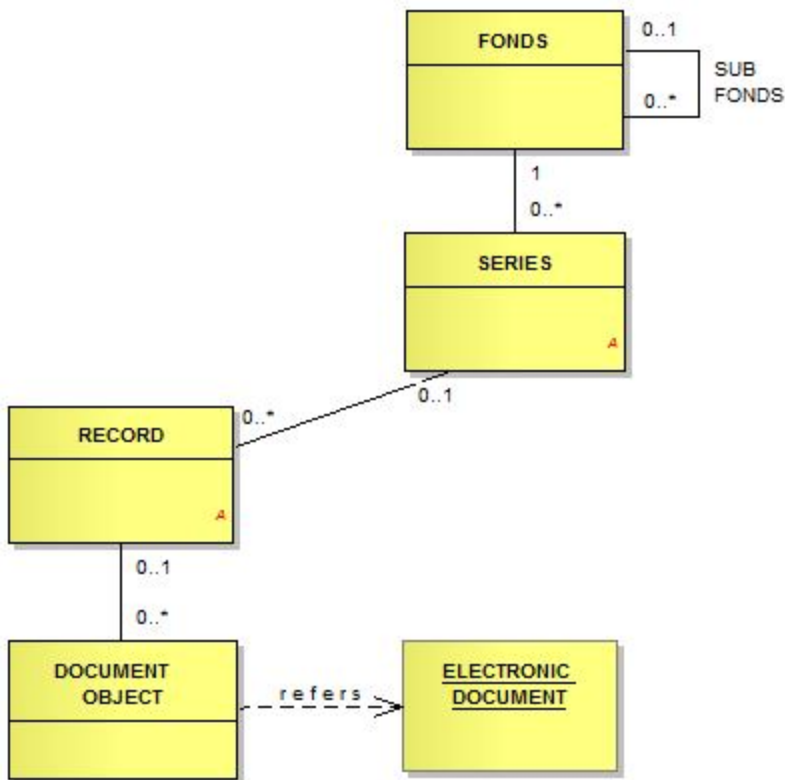 FONDS
0..1
SUB
FONDS
0..*
1
0..*
SERIES
A
0..1
0..*
RECORD
A
0..1
0..*
DOCUMENT
OBJECT
refers
ELECTRONIC
DOCUMENT